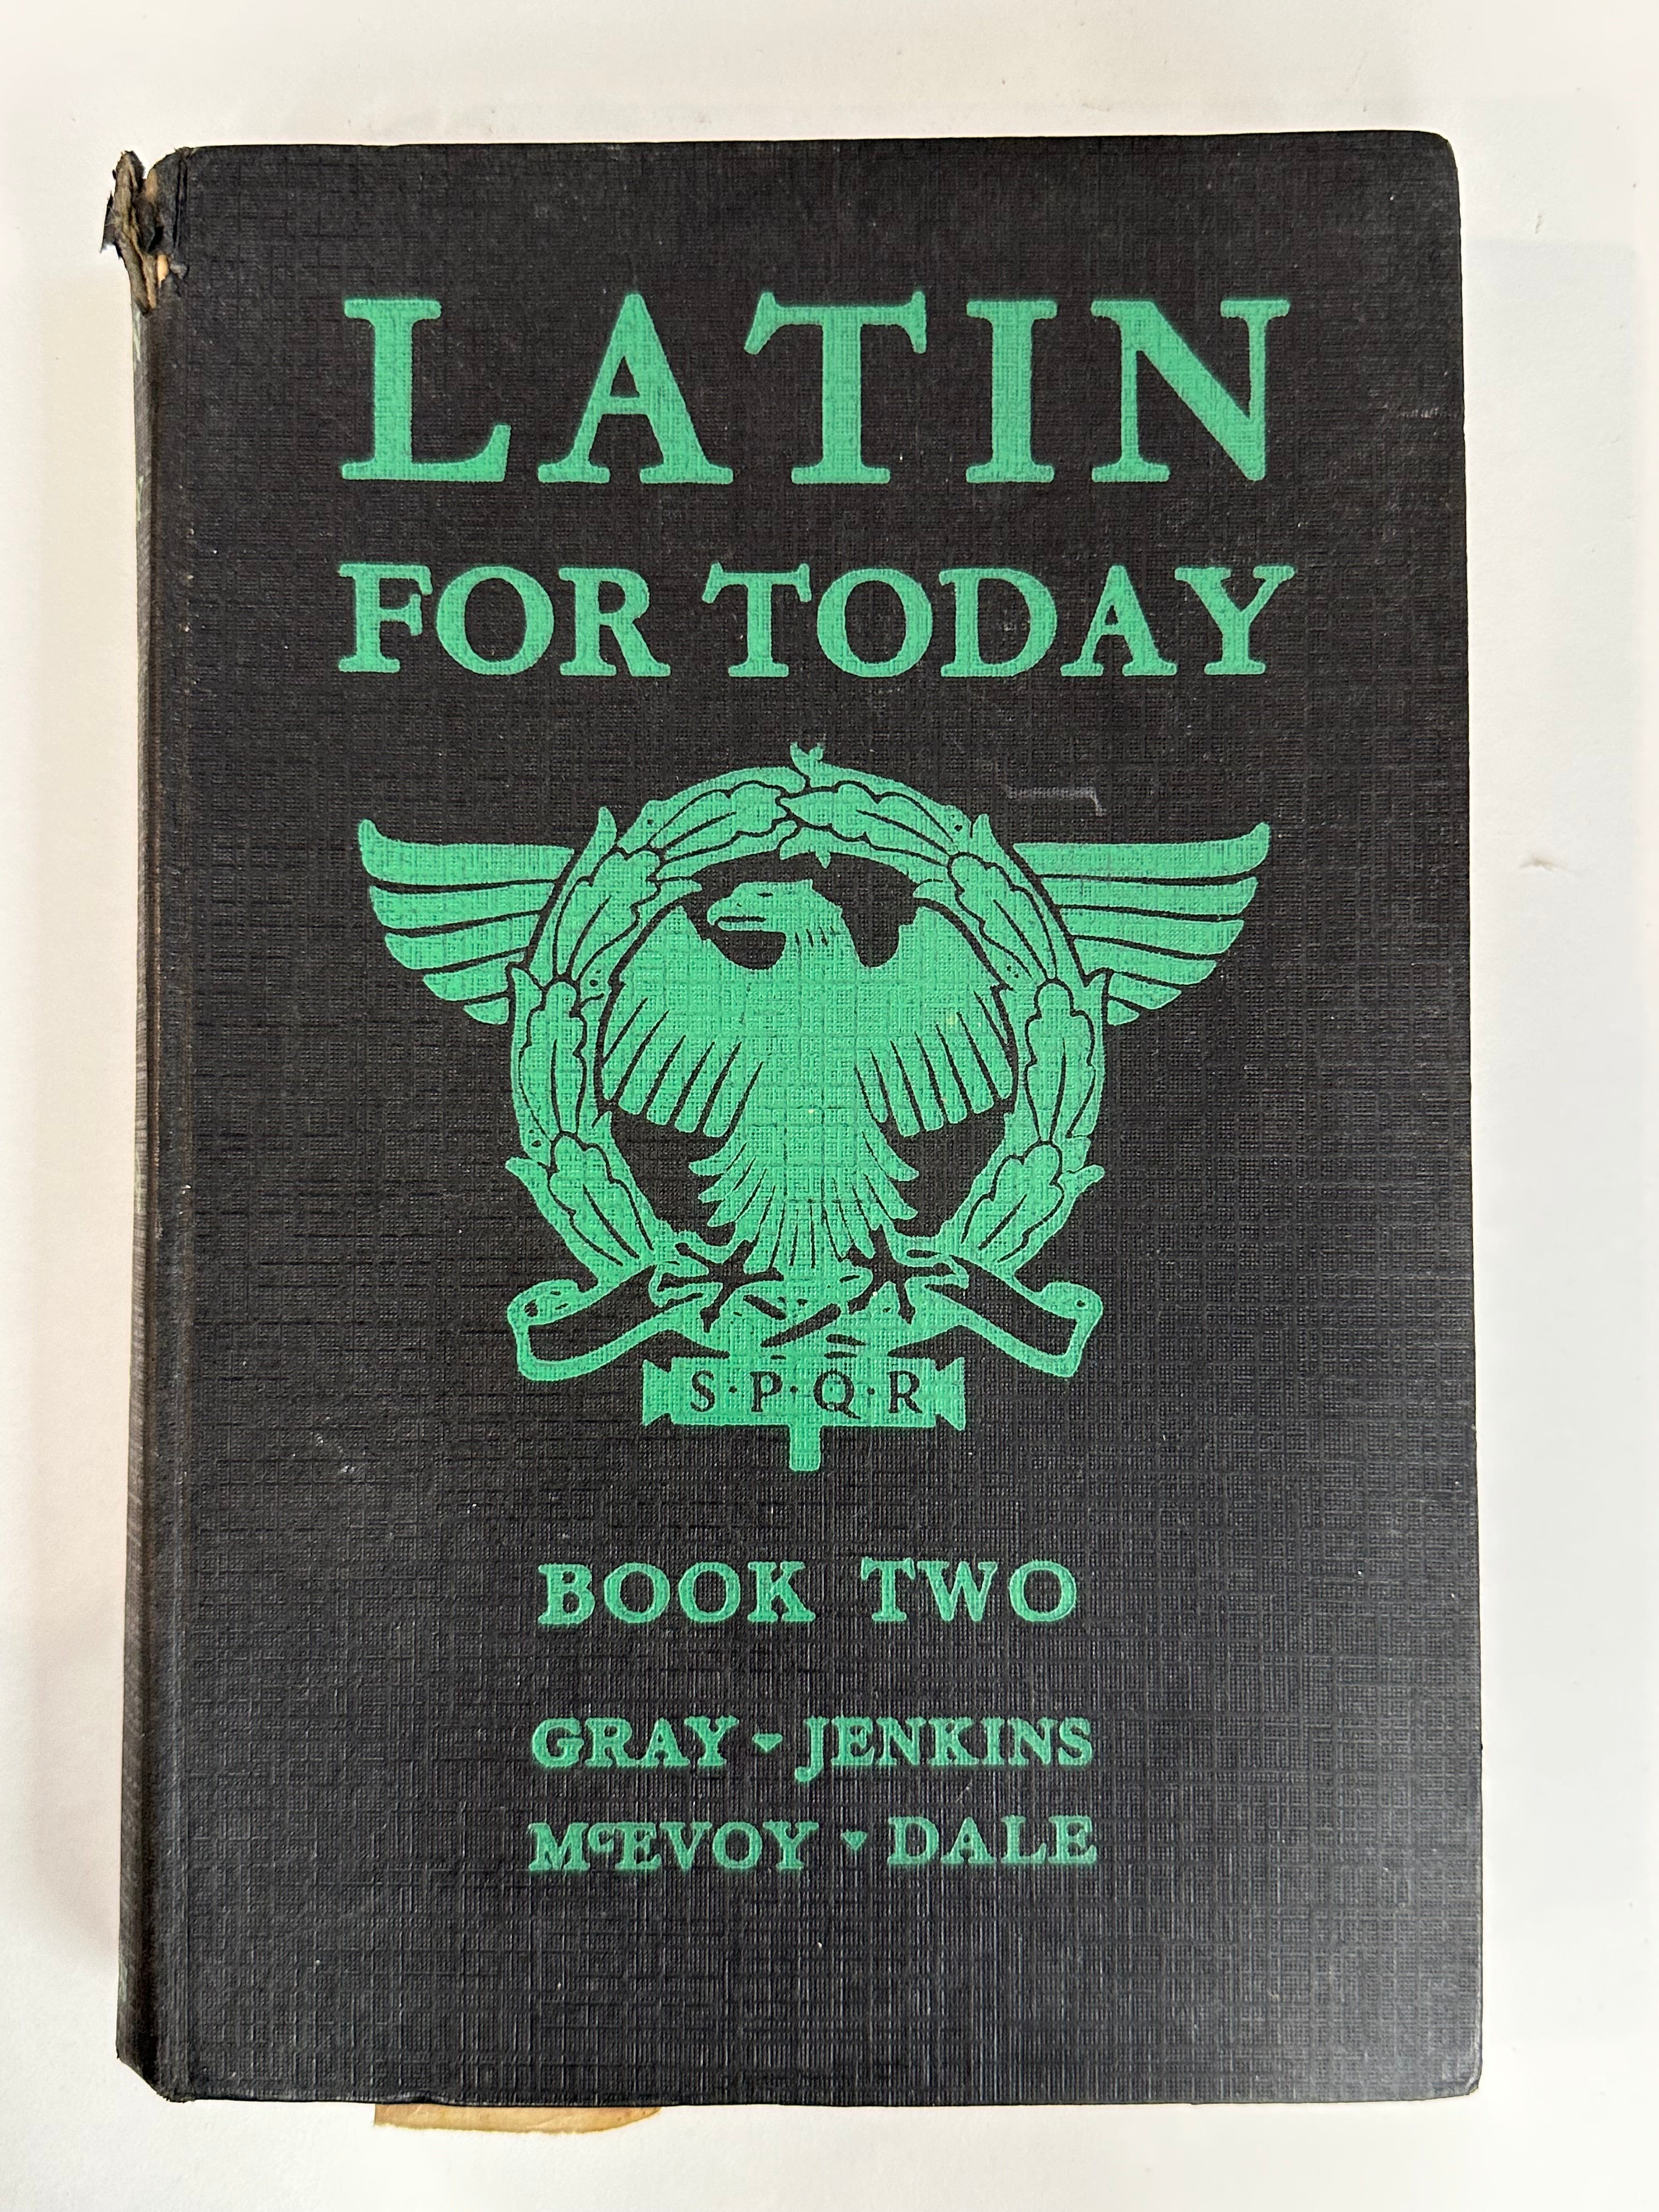 LATIN
FOR TODAY
S·P·Q·R
BOOK TWO
GRAY ▾ JENKINS
McEVOY ▾ DALE